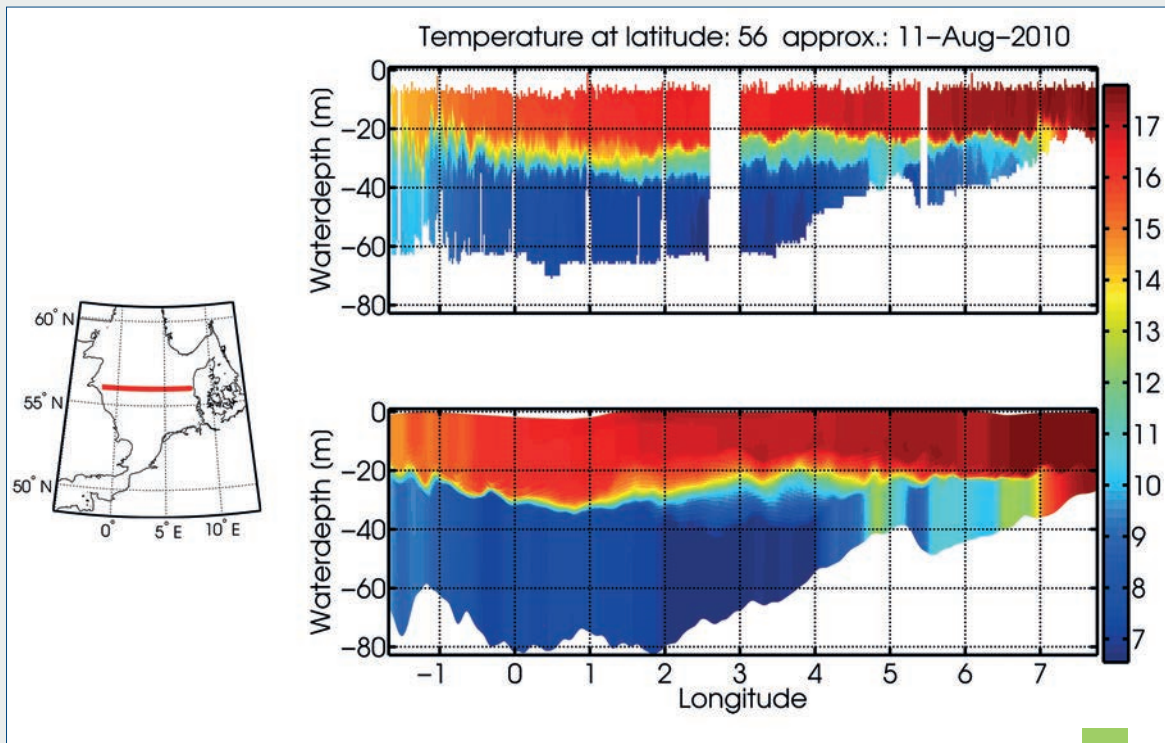 Temperature at latitude: 56 approx.: 11–Aug–2010
0
−20
−40
−60
−80
Waterdepth (m)
0
−20
−40
−60
−80
Waterdepth (m)
−1 0 1 2 3 4 5 6 7
Longitude
17
16
15
14
13
12
11
10
9
8
7
60° N
55° N
50° N
0° 5° E 10° E